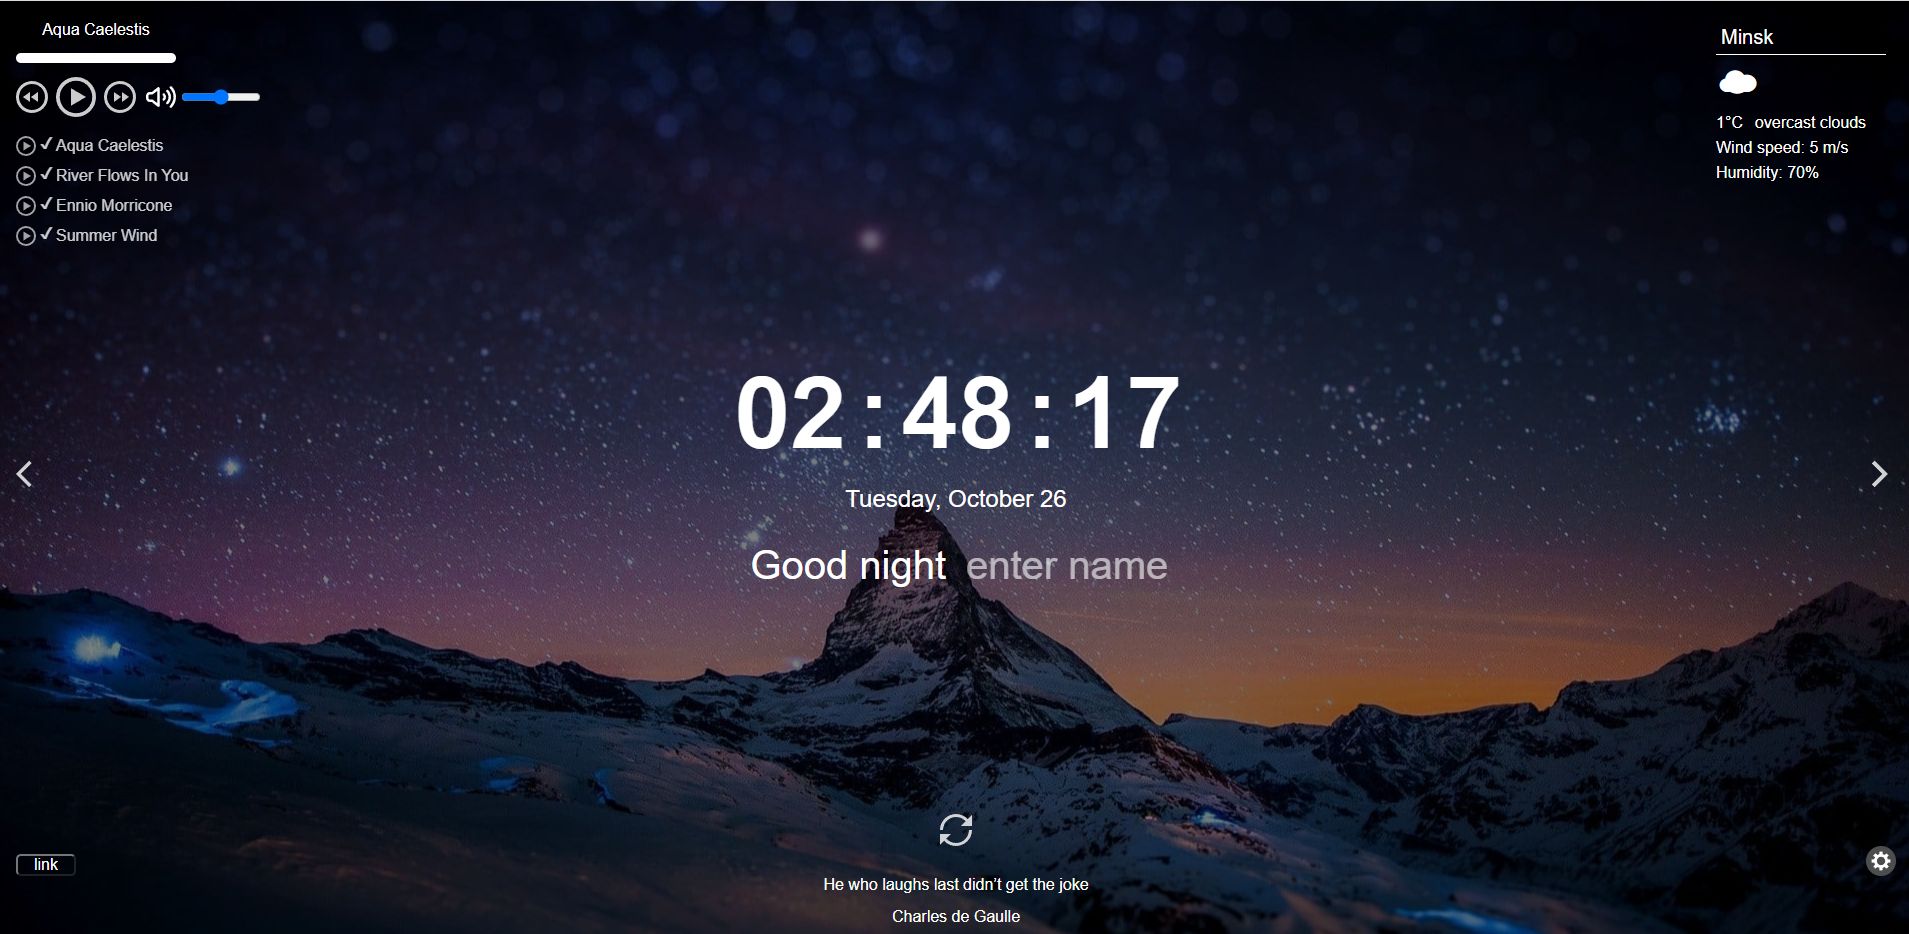 Aqua Caelestis
Aqua Caelestis
River Flows In You
Ennio Morricone
Summer Wind
Minsk
1°C overcast clouds
Wind speed: 5 m/s
Humidity: 70%
02:48:17
Tuesday, October 26
Good night enter name
link
He who laughs last didn’t get the joke
Charles de Gaulle